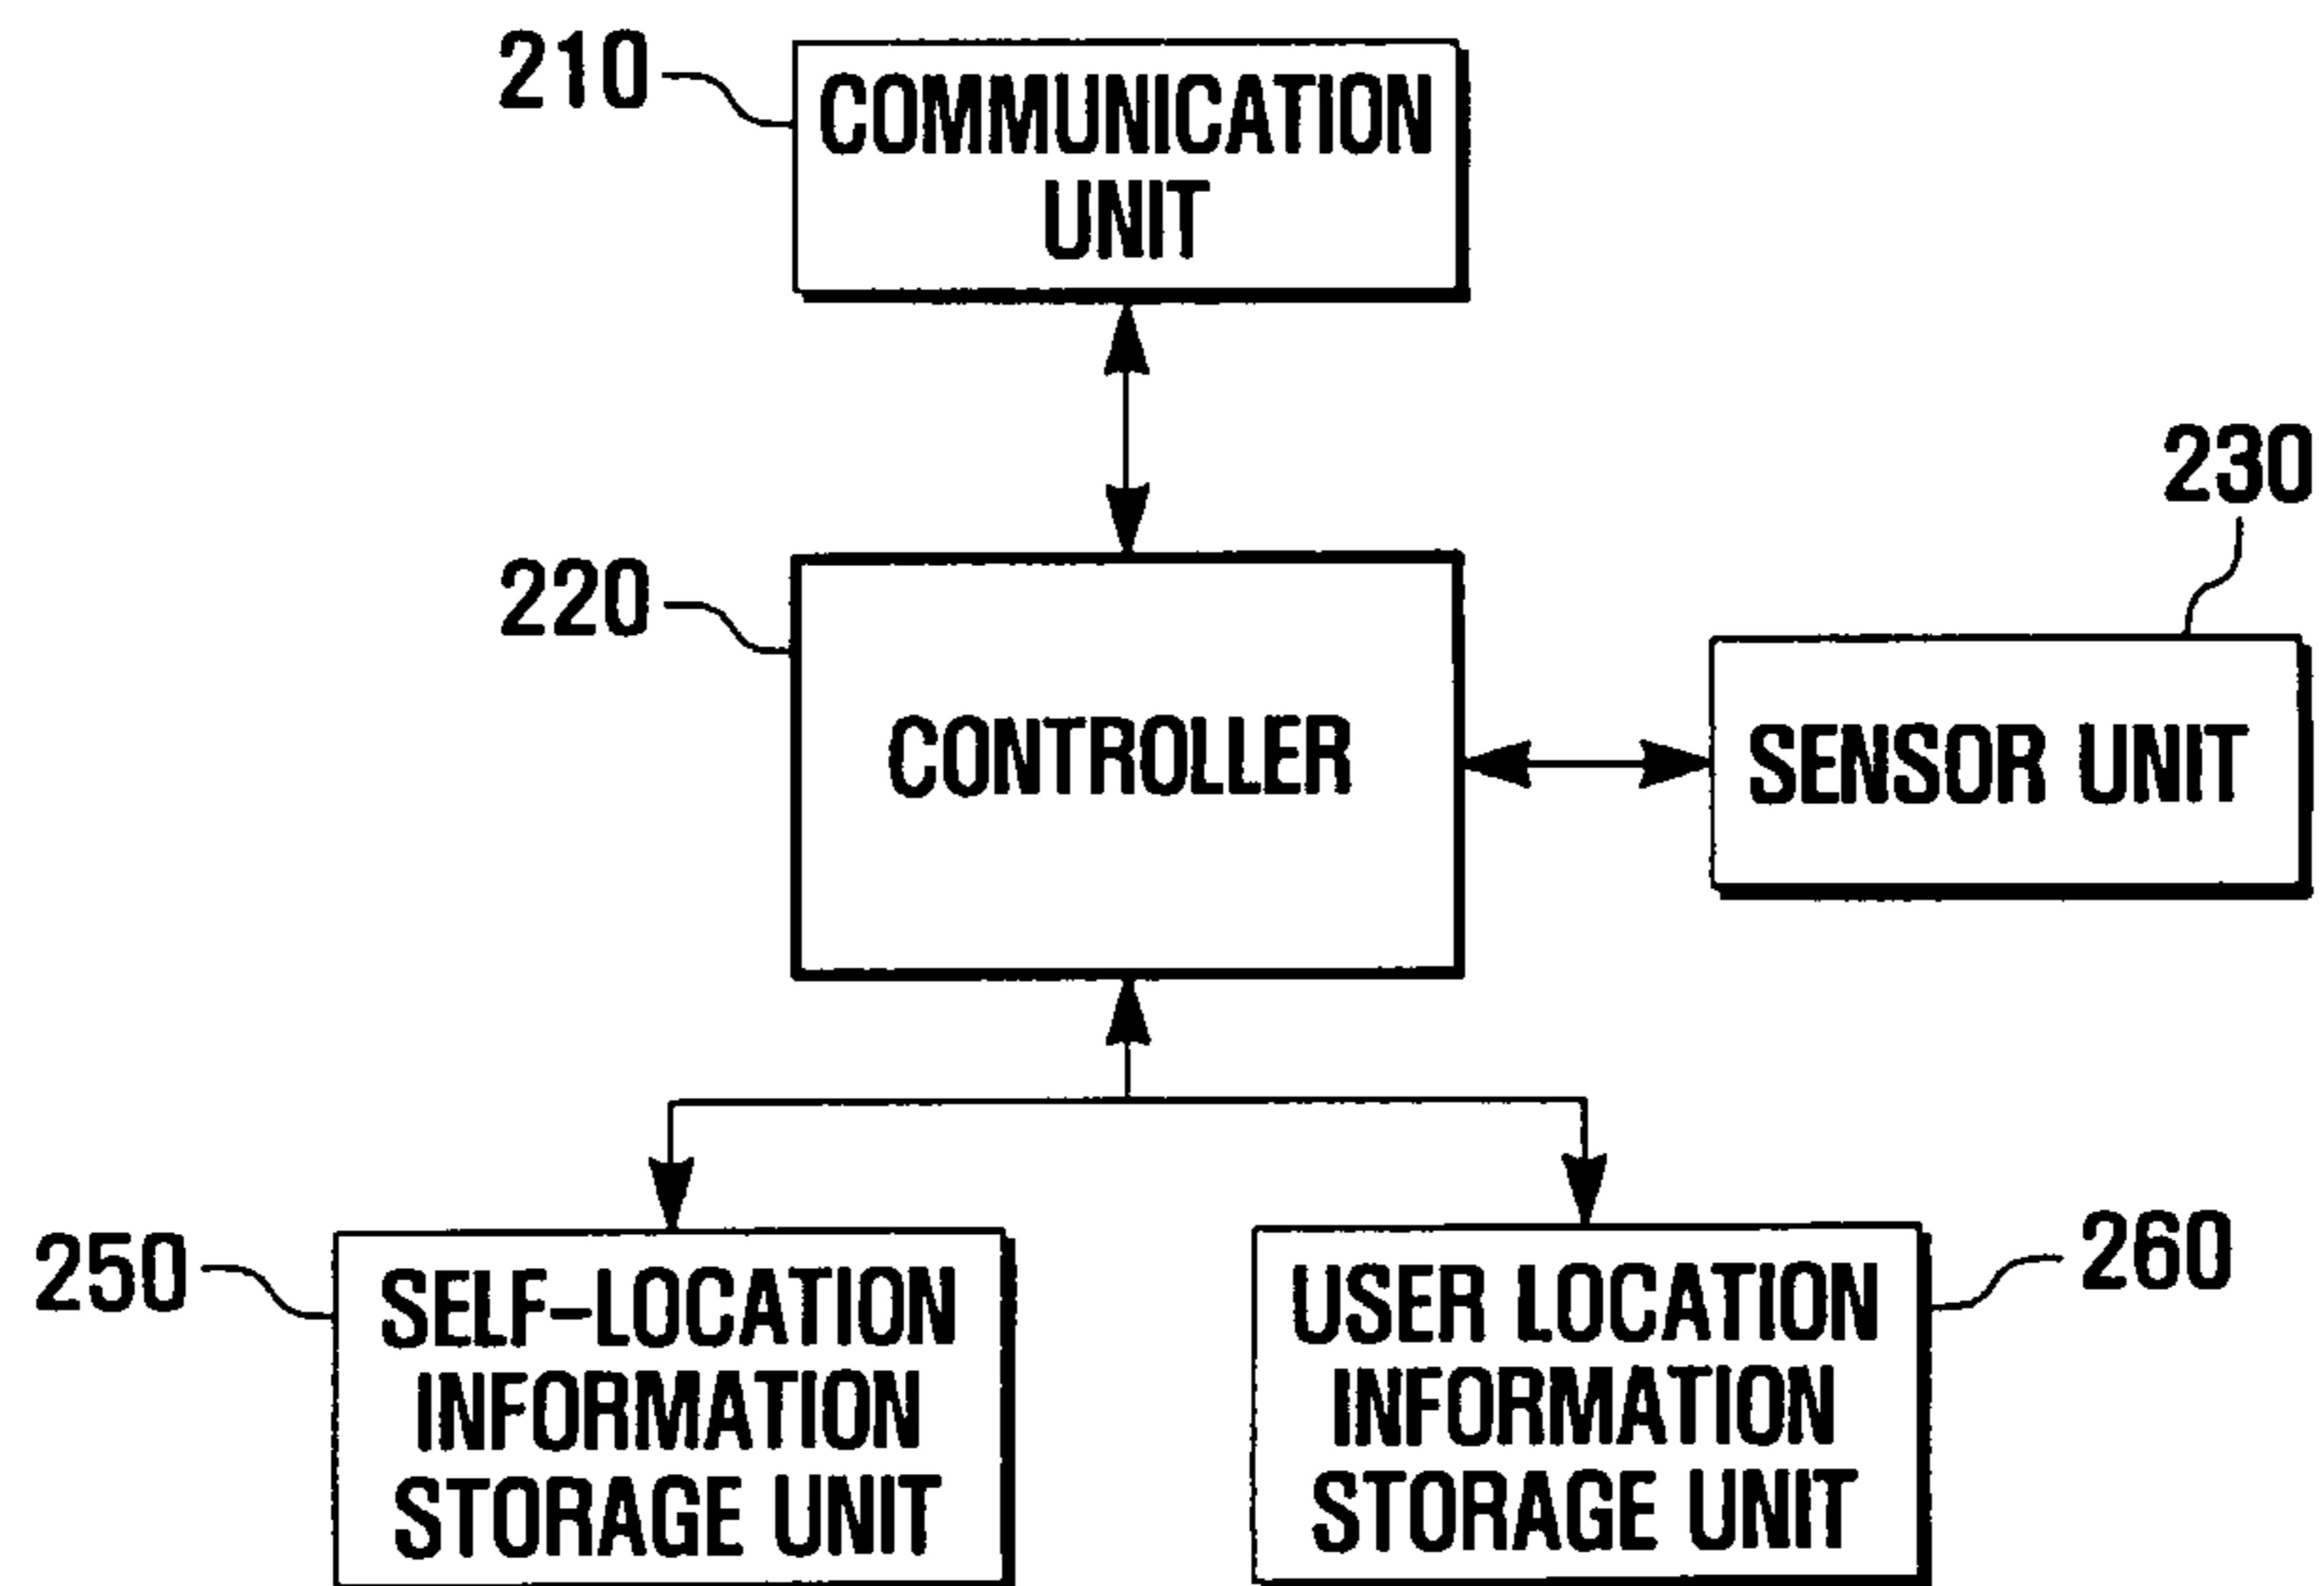 210
COMMUNICATION
UNIT
230
220
CONTROLLER
SENSOR UNIT
250
SELF-LOCATION
INFORMATION
STORAGE UNIT
260
USER LOCATION
INFORMATION
STORAGE UNIT